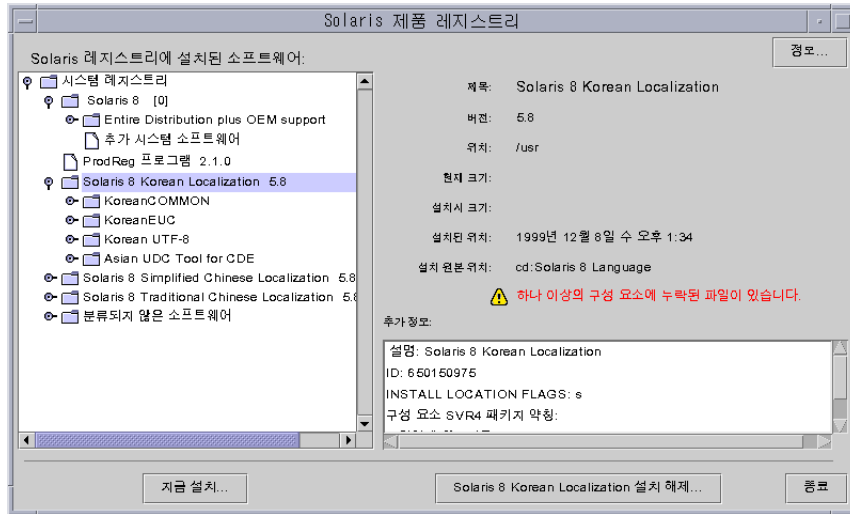 Solaris 제품 레지스트리
Solaris 레지스트리에 설치된 소프트웨어:
정보...
시스템 레지스트리
Solaris 8 [0]
Entire Distribution plus OEM support
추가 시스템 소프트웨어
ProdReg 프로그램 2.1.0
Solaris 8 Korean Localization 5.8
KoreanCOMMON
KoreanEUC
Korean UTF-8
Asian UDC Tool for CDE
Solaris 8 Simplified Chinese Localization 5.8
Solaris 8 Traditional Chinese Localization 5.8
분류되지 않은 소프트웨어
제목: Solaris 8 Korean Localization
버전: 5.8
위치: /usr
현재 크기:
설치시 크기:
설치된 위치: 1999년 12월 8일 수 오후 1:34
설치 원본 위치: cd:Solaris 8 Language
하나 이상의 구성 요소에 누락된 파일이 있습니다.
추가 정보:
설명: Solaris 8 Korean Localization
ID: 650150975
INSTALL LOCATION FLAGS: s
구성 요소 SVR4 패키지 약칭:
지금 설치...
Solaris 8 Korean Localization 설치 해제...
종료